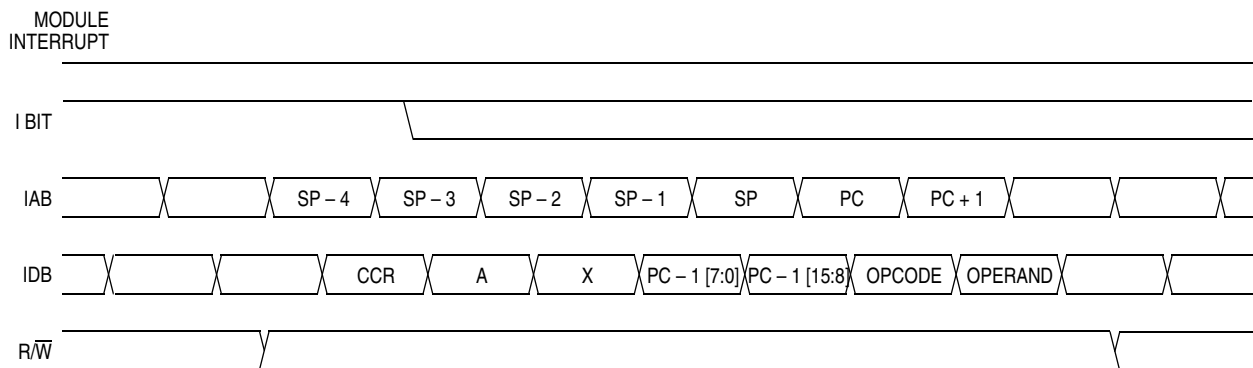 MODULE
INTERRUPT
I BIT
IAB SP – 4 SP – 3 SP – 2 SP – 1 SP PC PC + 1
IDB CCR A X PC – 1 [7:0] PC – 1 [15:8] OPCODE OPERAND
R/W̅